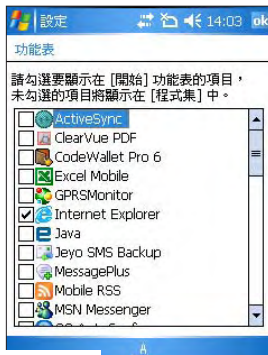 設定 14:03 ok
功能表
請勾選要顯示在 [開始] 功能表的項目，
未勾選的項目將顯示在 [程式集] 中。
ActiveSync
ClearVue PDF
CodeWallet Pro 6
Excel Mobile
GPRSMonitor
Internet Explorer
Java
Jeyo SMS Backup
MessagePlus
Mobile RSS
MSN Messenger
A